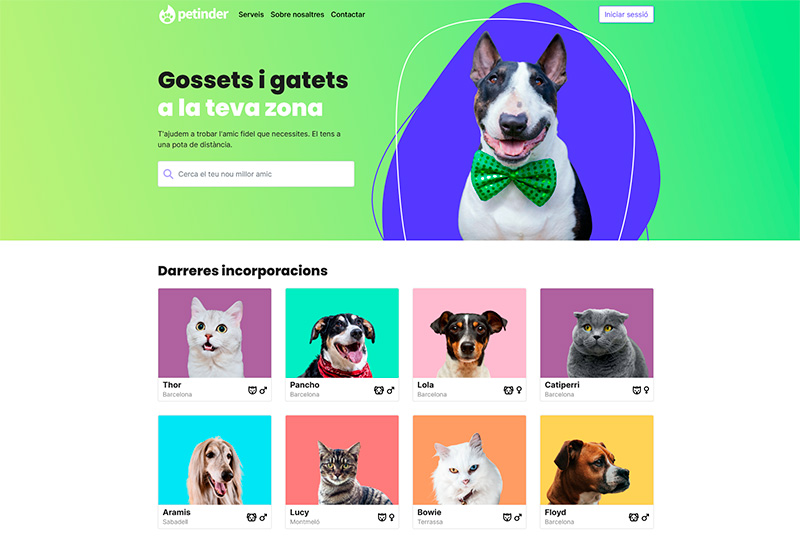 petinder
Serveis
Sobre nosaltres
Contactar
Iniciar sessió
Gossets i gatets
a la teva zona
T'ajudem a trobar l'amic fidel que necessites. El tens a
una pota de distància.
Cerca el teu nou millor amic
Darreres incorporacions
Thor
Barcelona
Pancho
Barcelona
Lola
Barcelona
Catiperri
Barcelona
Aramis
Sabadell
Lucy
Montmeló
Bowie
Terrassa
Floyd
Barcelona